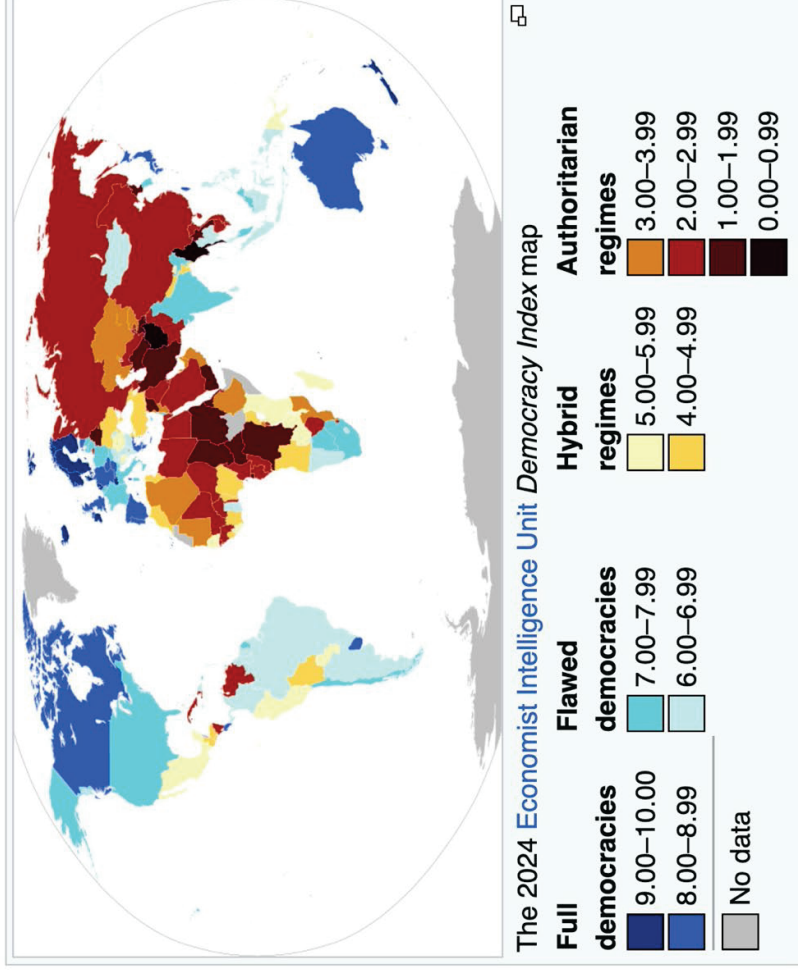 The 2024 Economist Intelligence Unit Democracy Index map
Full democracies
9.00–10.00
8.00–8.99
Flawed democracies
7.00–7.99
6.00–6.99
Hybrid regimes
5.00–5.99
4.00–4.99
Authoritarian regimes
3.00–3.99
2.00–2.99
1.00–1.99
0.00–0.99
No data